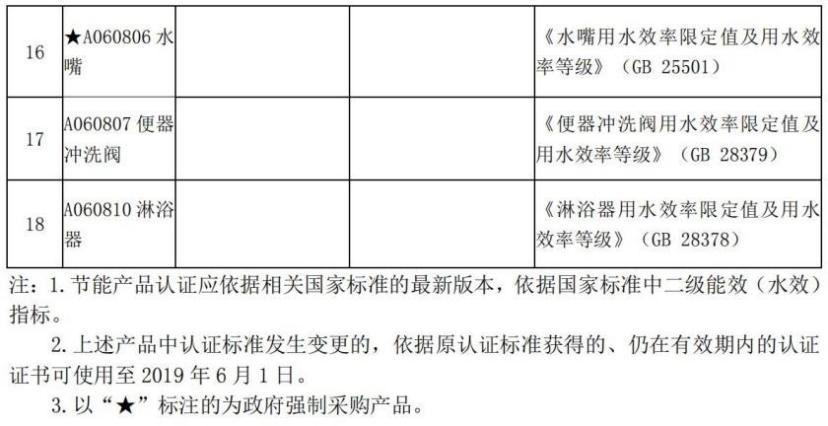 16
★A060806 水
嘴
《水嘴用水效率限定值及用水效
率等级》（GB 25501）
17
A060807 便器
冲洗阀
《便器冲洗阀用水效率限定值及
用水效率等级》（GB 28379）
18
A060810 淋浴
器
《淋浴器用水效率限定值及用水
效率等级》（GB 28378）
注：1.节能产品认证应依据相关国家标准的最新版本，依据国家标准中二级能效（水效）
指标。
2.上述产品中认证标准发生变更的，依据原认证标准获得的、仍在有效期内的认证
证书可使用至 2019 年 6 月 1 日。
3.以“★”标注的为政府强制采购产品。